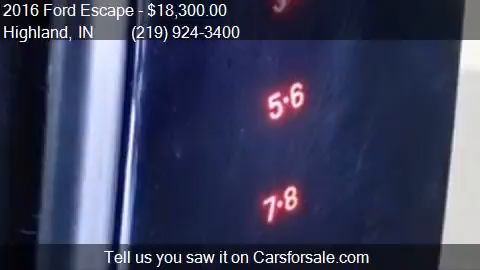 2016 Ford Escape - $18,300.00
Highland, IN (219) 924-3400
5·6
7·8
Tell us you saw it on Carsforsale.com